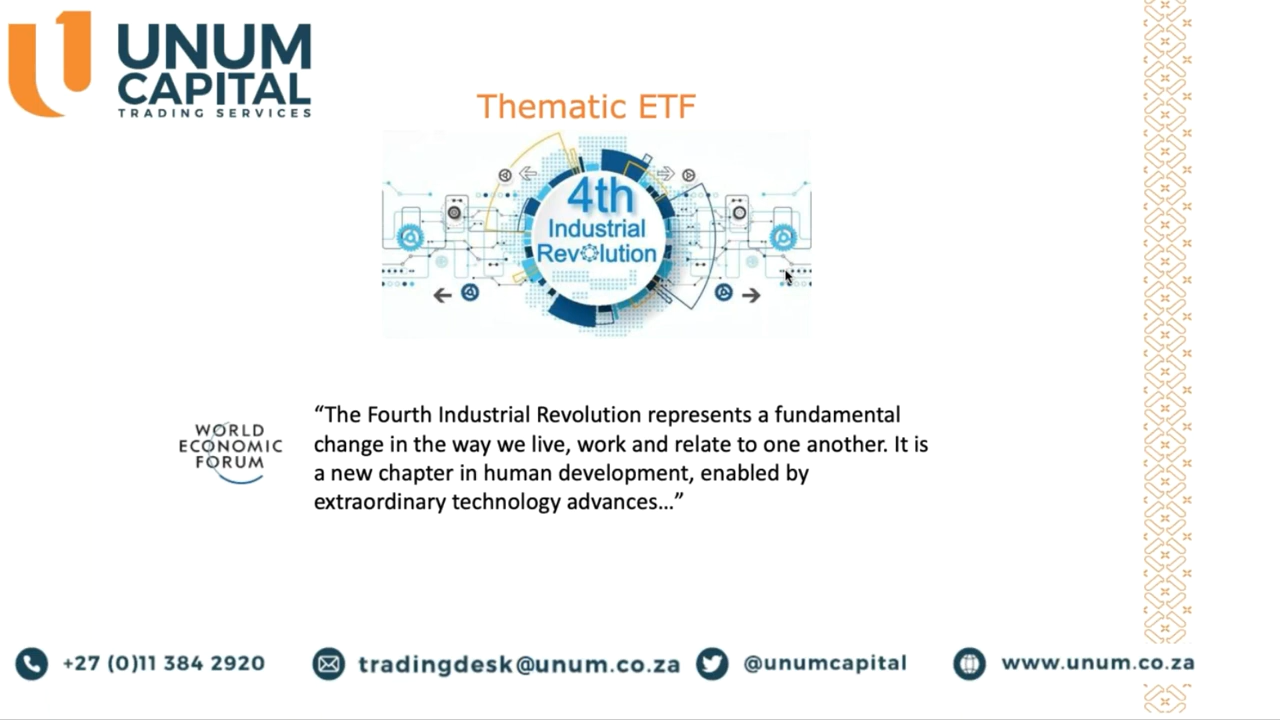 UNUM
CAPITAL
TRADING SERVICES
Thematic ETF
4th
Industrial
Revolution
WORLD
ECONOMIC
FORUM
“The Fourth Industrial Revolution represents a fundamental
change in the way we live, work and relate to one another. It is
a new chapter in human development, enabled by
extraordinary technology advances...”
+27 (0)11 384 2920
tradingdesk@unum.co.za
@unumcapital
www.unum.co.za